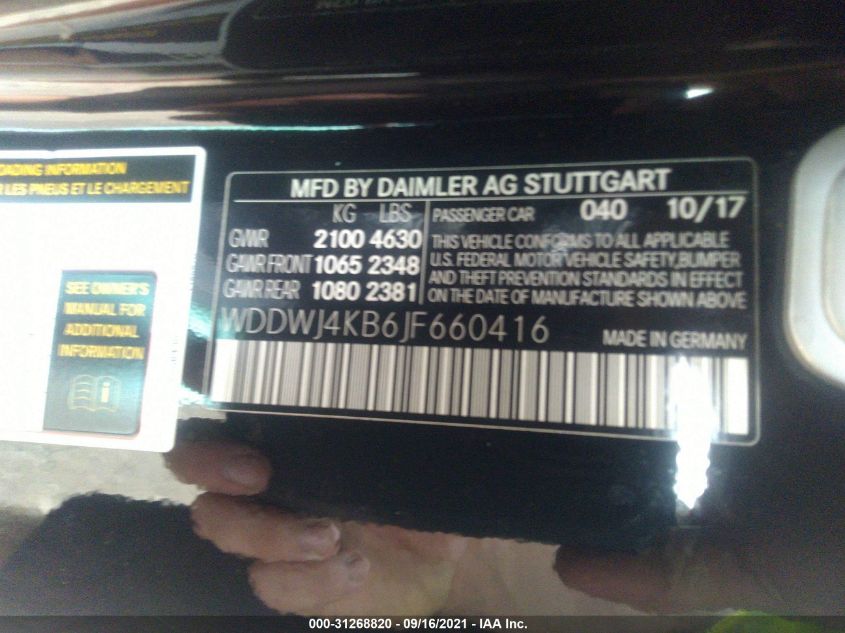 OADING INFORMATION
R LES PNEUS ET LE CHARGEMENT
SEE OWNER'S
MANUAL FOR
ADDITIONAL
INFORMATION
MFD BY DAIMLER AG STUTTGART
KG LBS
GVWR 2100 4630
GAWR FRONT 1065 2348
GAWR REAR 1080 2381
PASSENGER CAR 040 10/17
THIS VEHICLE CONFORMS TO ALL APPLICABLE
U.S. FEDERAL MOTOR VEHICLE SAFETY, BUMPER
AND THEFT PREVENTION STANDARDS IN EFFECT
ON THE DATE OF MANUFACTURE SHOWN ABOVE
WDDWJ4KB6JF660416
MADE IN GERMANY
000-31268820 - 09/16/2021 - IAA Inc.